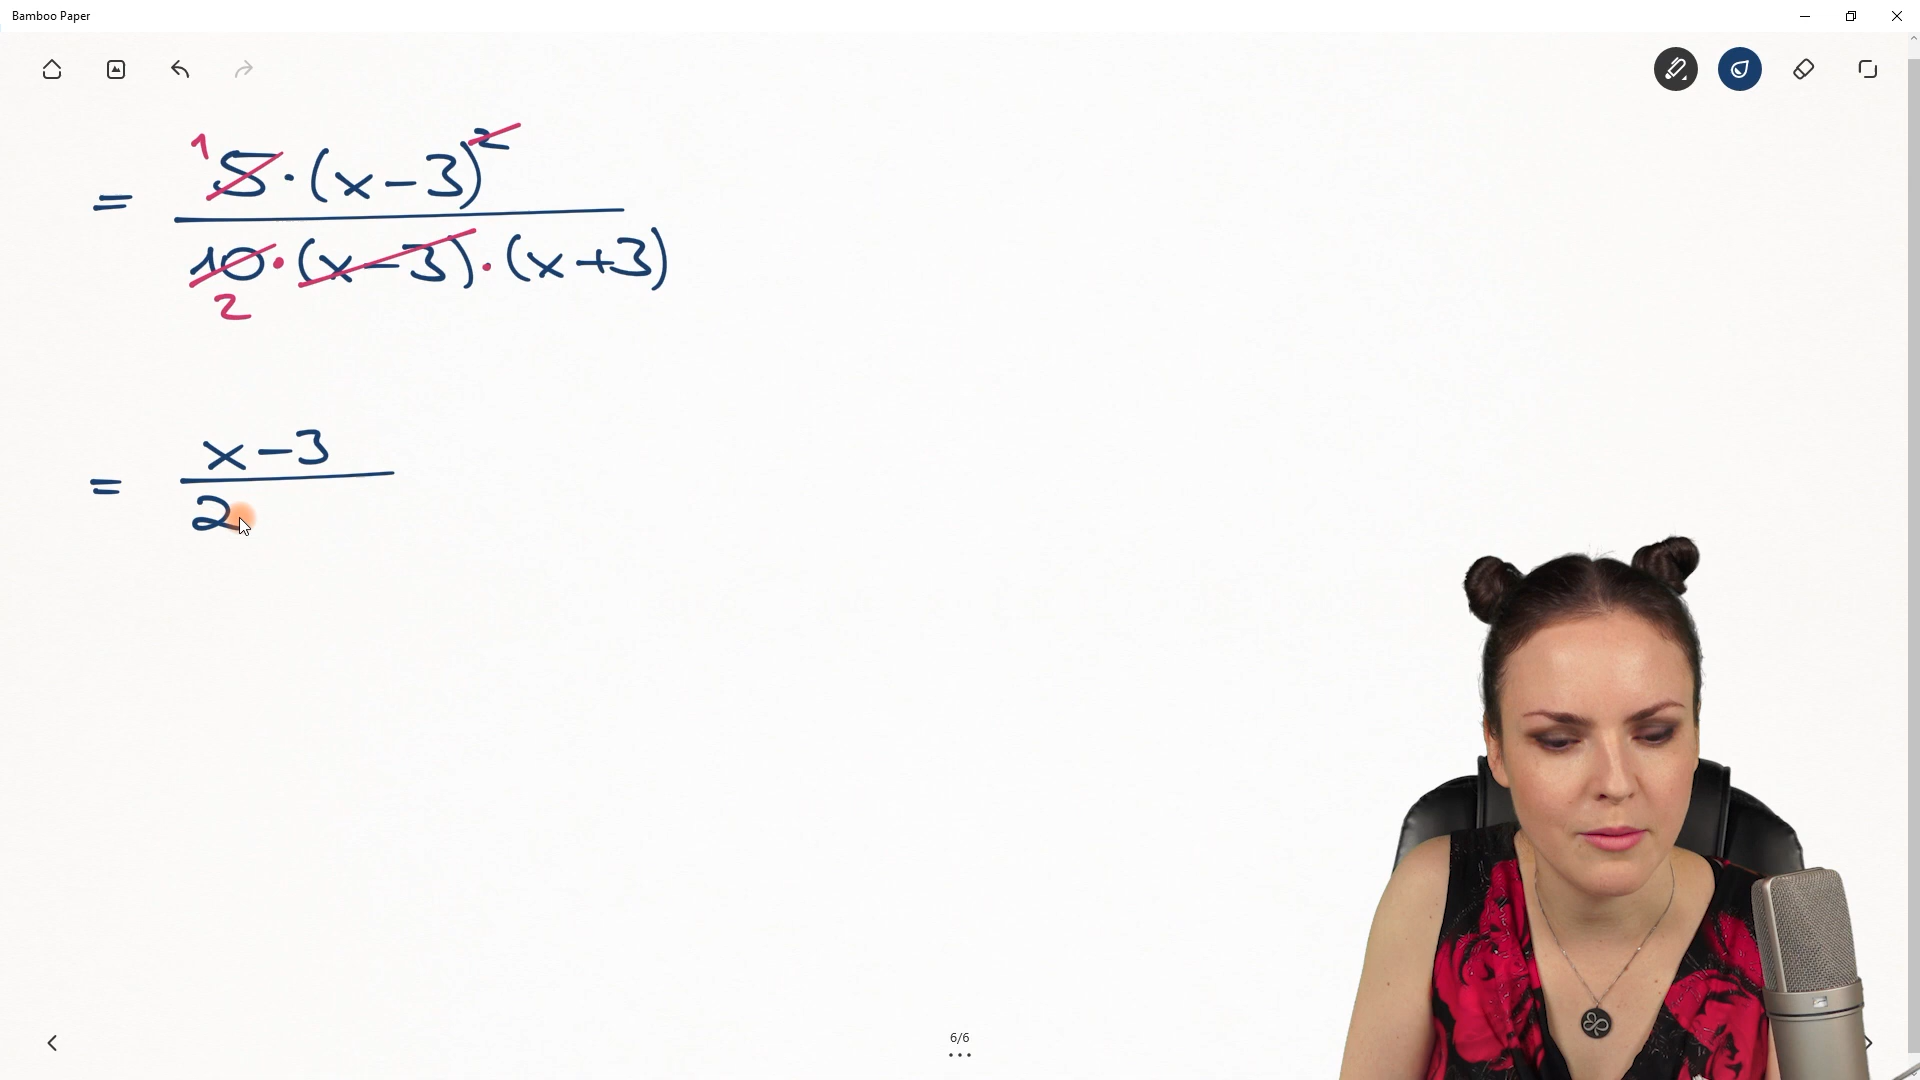 Bamboo Paper
1 5 · (x - 3)²
=
10 · (x - 3) · (x + 3)
2
x - 3
=
2
6/6